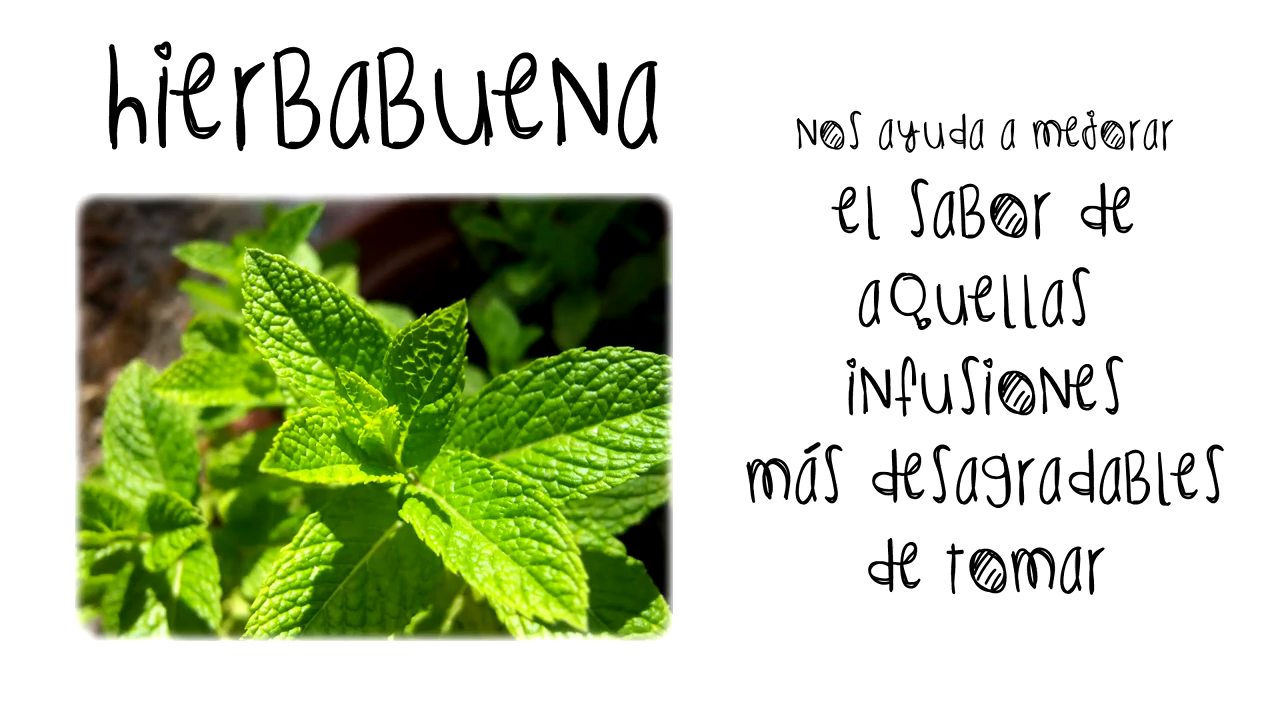 hierBaBueNa
Nos ayuda a mejorar
el saBor de
aQuellas
iNfusioNes
más desagradaBles
de tomar